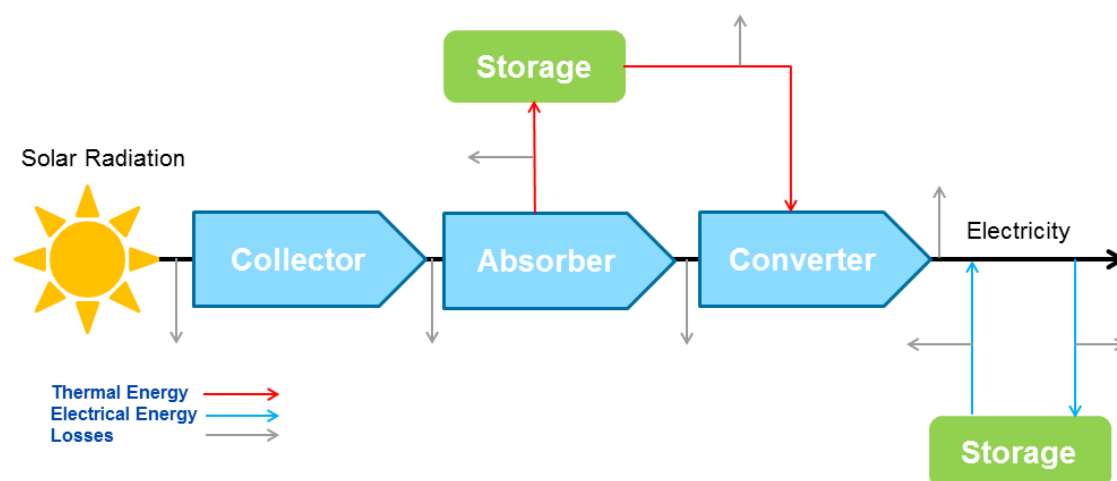 Storage
Solar Radiation
Collector
Absorber
Converter
Electricity
Thermal Energy
Electrical Energy
Losses
Storage